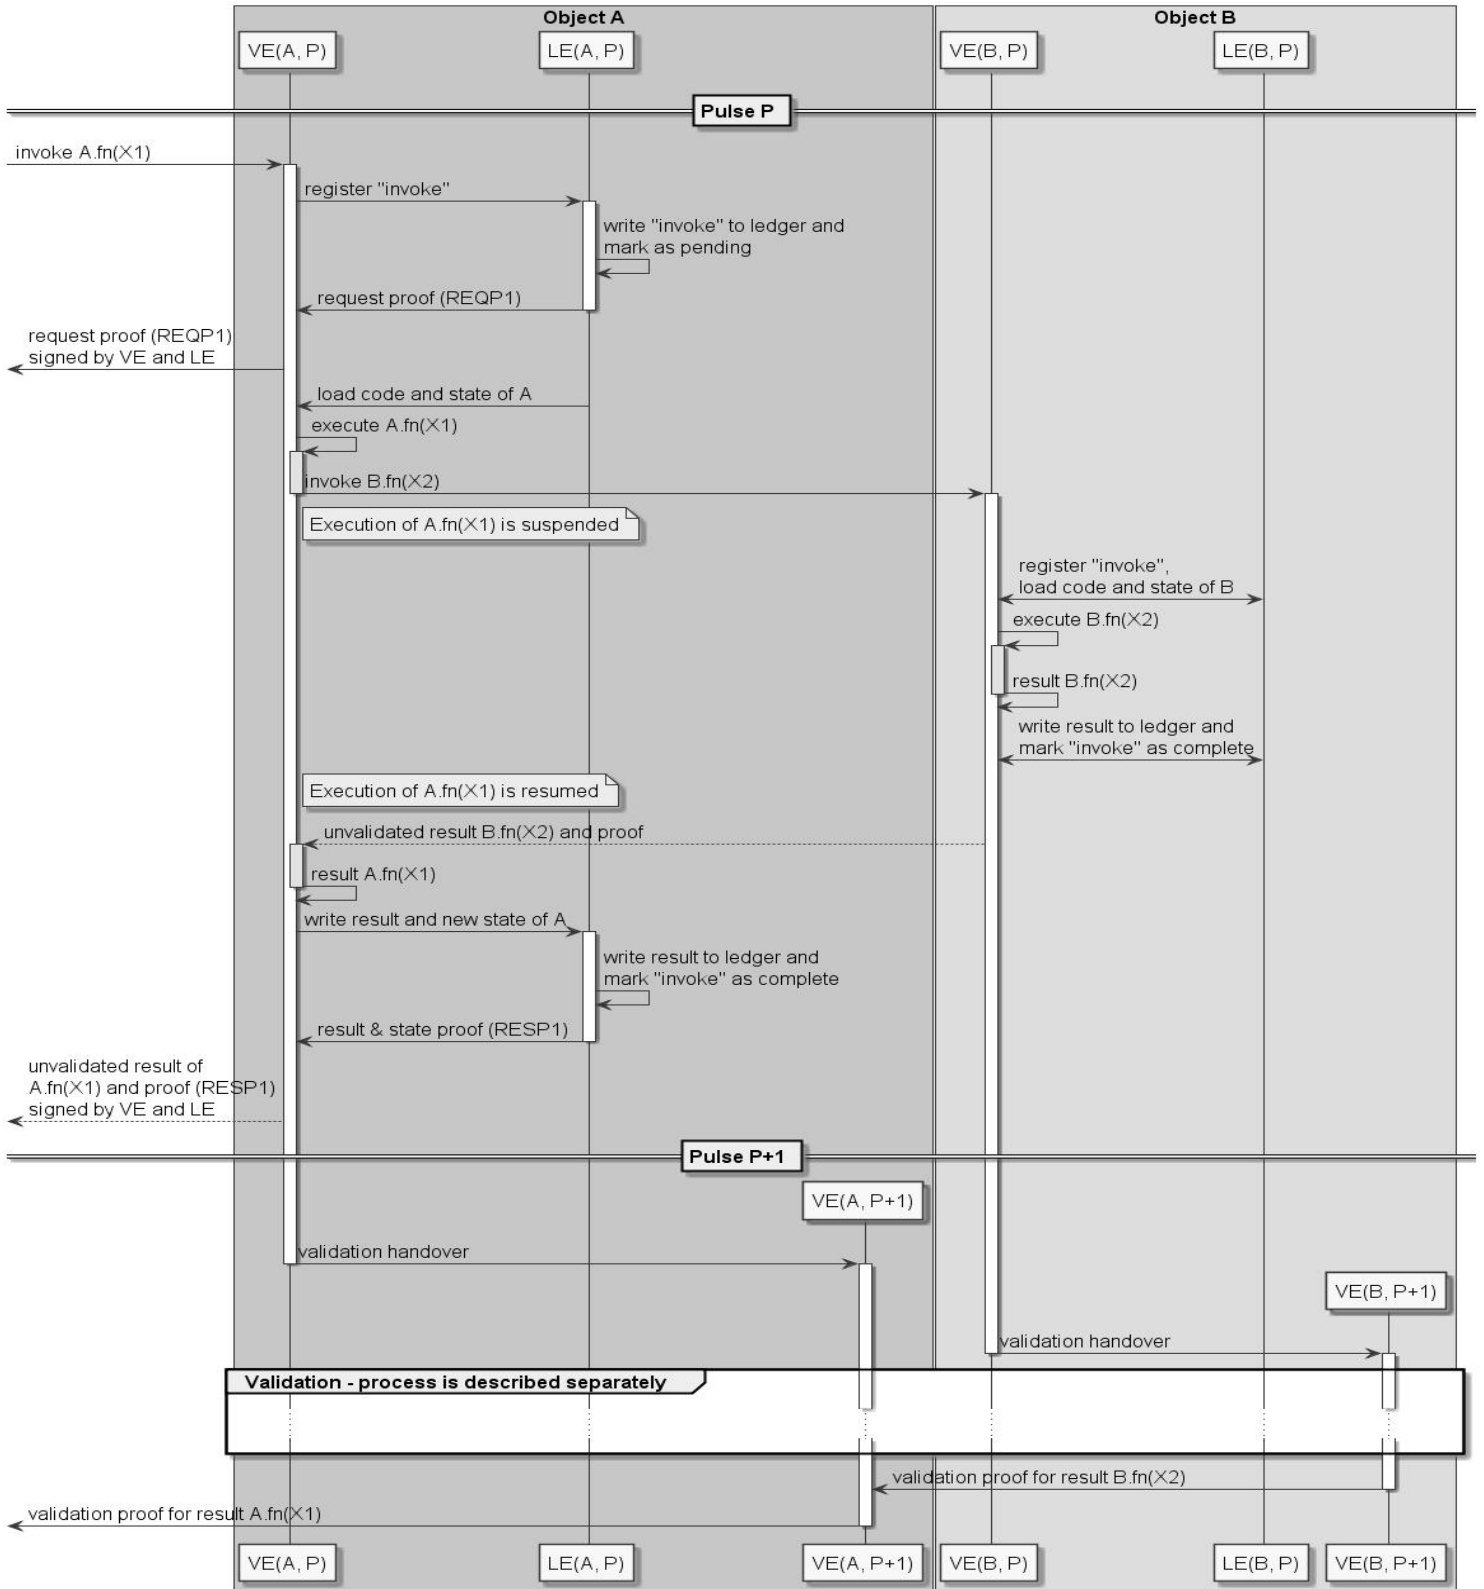 Object A
Object B
VE(A, P)
LE(A, P)
VE(B, P)
LE(B, P)
Pulse P
invoke A.fn(X1)
register "invoke"
write "invoke" to ledger and
mark as pending
request proof (REQP1)
request proof (REQP1)
signed by VE and LE
load code and state of A
execute A.fn(X1)
invoke B.fn(X2)
Execution of A.fn(X1) is suspended
register "invoke",
load code and state of B
execute B.fn(X2)
result B.fn(X2)
write result to ledger and
mark "invoke" as complete
Execution of A.fn(X1) is resumed
unvalidated result B.fn(X2) and proof
result A.fn(X1)
write result and new state of A
write result to ledger and
mark "invoke" as complete
result & state proof (RESP1)
unvalidated result of
A.fn(X1) and proof (RESP1)
signed by VE and LE
Pulse P+1
VE(A, P+1)
validation handover
VE(B, P+1)
validation handover
Validation - process is described separately
validation proof for result B.fn(X2)
validation proof for result A.fn(X1)
VE(A, P)
LE(A, P)
VE(A, P+1)
VE(B, P)
LE(B, P)
VE(B, P+1)